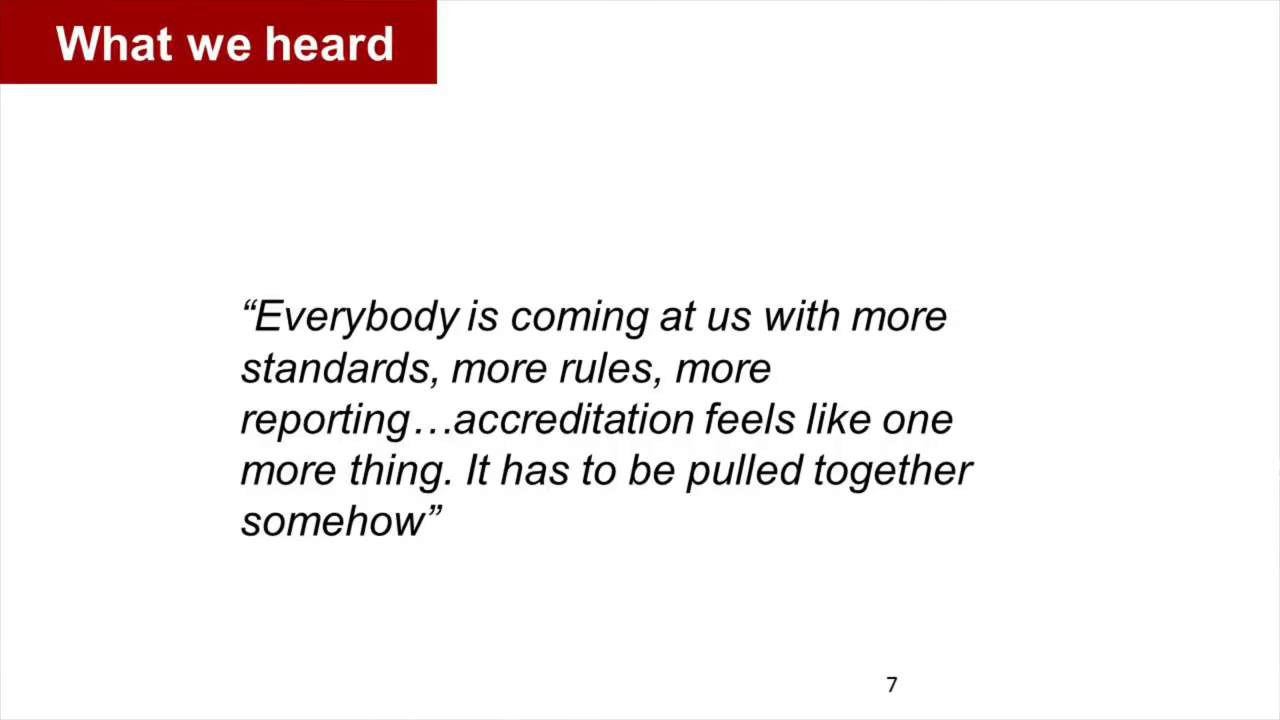 What we heard
“Everybody is coming at us with more
standards, more rules, more
reporting…accreditation feels like one
more thing. It has to be pulled together
somehow”
7